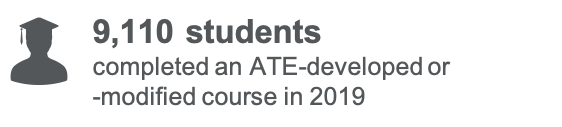 9,110 students
completed an ATE-developed or
-modified course in 2019